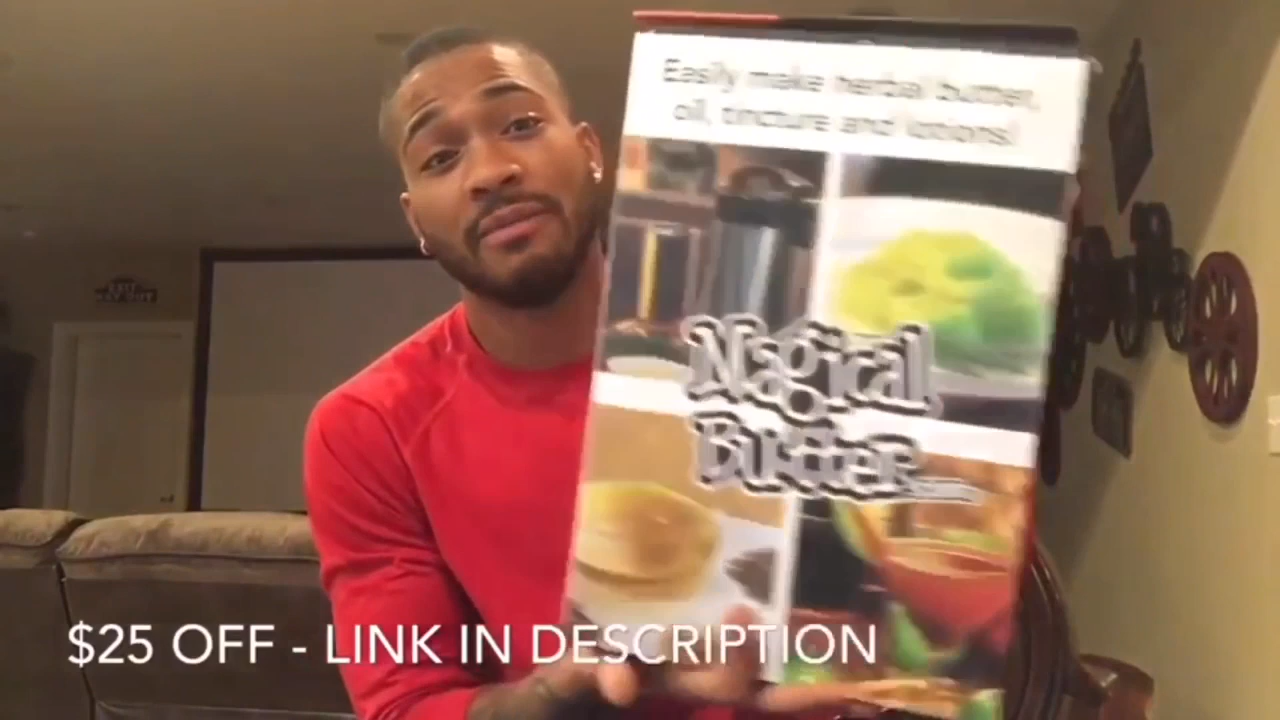 Easily make herbal butter,
oil, tincture and lotions!
Magical
Butter
$25 OFF - LINK IN DESCRIPTION